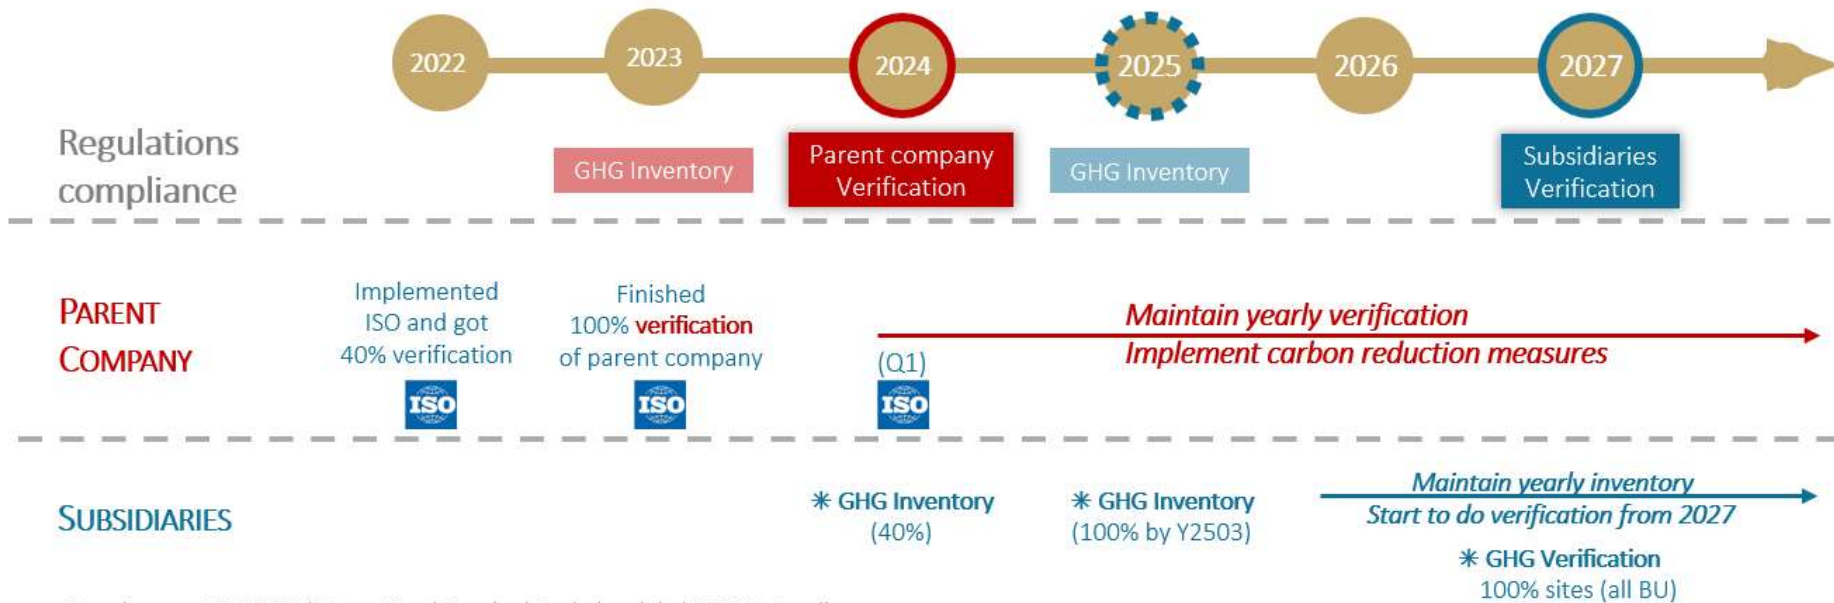 2022
2023
2024
2025
2026
2027
Regulations
compliance
GHG Inventory
Parent company
Verification
GHG Inventory
Subsidiaries
Verification
PARENT
COMPANY
Implemented
ISO and got
40% verification
ISO
Finished
100% verification
of parent company
ISO
(Q1)
ISO
Maintain yearly verification
Implement carbon reduction measures
SUBSIDIARIES
✳ GHG Inventory
(40%)
✳ GHG Inventory
(100% by Y2503)
Maintain yearly inventory
Start to do verification from 2027
✳ GHG Verification
100% sites (all BU)